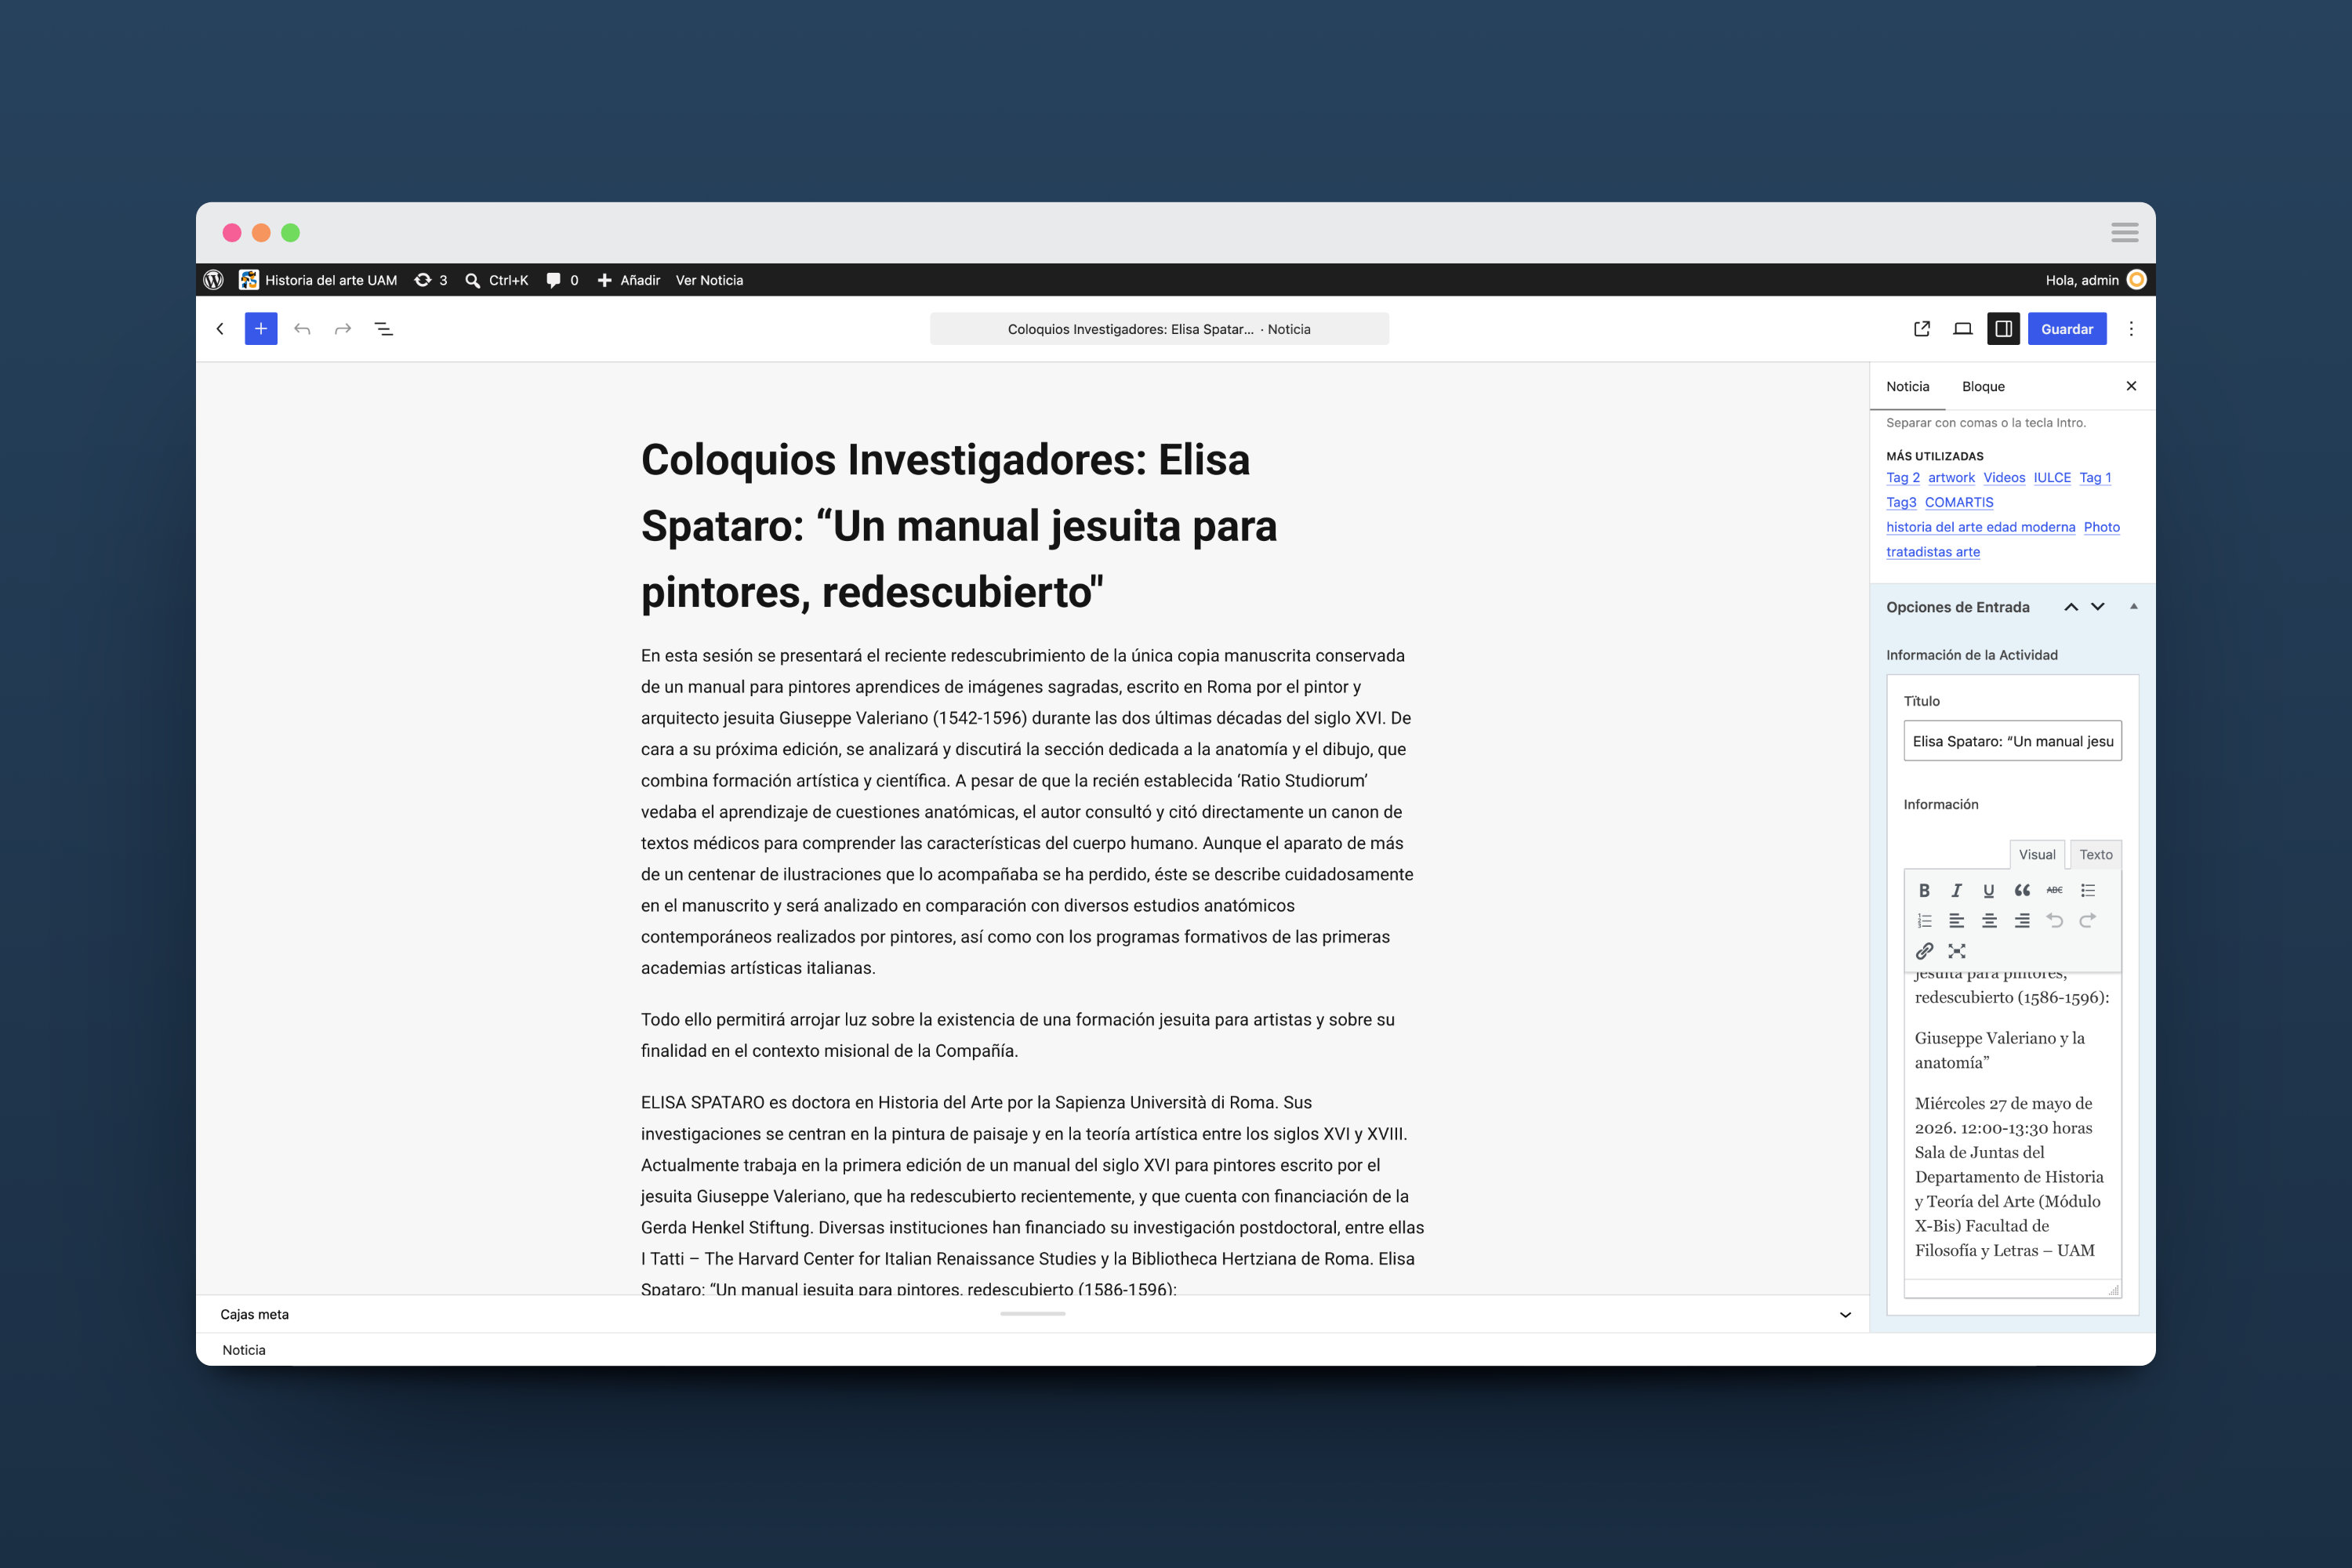 Historia del arte UAM 3 Ctrl+K 0 Añadir Ver Noticia Hola, admin
Coloquios Investigadores: Elisa Spatar... · Noticia
Guardar
Coloquios Investigadores: Elisa
Spataro: “Un manual jesuita para
pintores, redescubierto"
En esta sesión se presentará el reciente redescubrimiento de la única copia manuscrita conservada
de un manual para pintores aprendices de imágenes sagradas, escrito en Roma por el pintor y
arquitecto jesuita Giuseppe Valeriano (1542-1596) durante las dos últimas décadas del siglo XVI. De
cara a su próxima edición, se analizará y discutirá la sección dedicada a la anatomía y el dibujo, que
combina formación artística y científica. A pesar de que la recién establecida ‘Ratio Studiorum’
vedaba el aprendizaje de cuestiones anatómicas, el autor consultó y citó directamente un canon de
textos médicos para comprender las características del cuerpo humano. Aunque el aparato de más
de un centenar de ilustraciones que lo acompañaba se ha perdido, éste se describe cuidadosamente
en el manuscrito y será analizado en comparación con diversos estudios anatómicos
contemporáneos realizados por pintores, así como con los programas formativos de las primeras
academias artísticas italianas.
Todo ello permitirá arrojar luz sobre la existencia de una formación jesuita para artistas y sobre su
finalidad en el contexto misional de la Compañía.
ELISA SPATARO es doctora en Historia del Arte por la Sapienza Università di Roma. Sus
investigaciones se centran en la pintura de paisaje y en la teoría artística entre los siglos XVI y XVIII.
Actualmente trabaja en la primera edición de un manual del siglo XVI para pintores escrito por el
jesuita Giuseppe Valeriano, que ha redescubierto recientemente, y que cuenta con financiación de la
Gerda Henkel Stiftung. Diversas instituciones han financiado su investigación postdoctoral, entre ellas
I Tatti – The Harvard Center for Italian Renaissance Studies y la Bibliotheca Hertziana de Roma. Elisa
Spataro: “Un manual jesuita para pintores, redescubierto (1586-1596):
Cajas meta
Noticia
Noticia Bloque
Separar con comas o la tecla Intro.
MÁS UTILIZADAS
Tag 2 artwork Videos IULCE Tag 1
Tag3 COMARTIS
historia del arte edad moderna Photo
tratadistas arte
Opciones de Entrada
Información de la Actividad
Tïtulo
Elisa Spataro: “Un manual jesu
Información
Visual Texto
B I U ABC
jesuita para pintores,
redescubierto (1586-1596):
Giuseppe Valeriano y la
anatomía”
Miércoles 27 de mayo de
2026. 12:00-13:30 horas
Sala de Juntas del
Departamento de Historia
y Teoría del Arte (Módulo
X-Bis) Facultad de
Filosofía y Letras – UAM